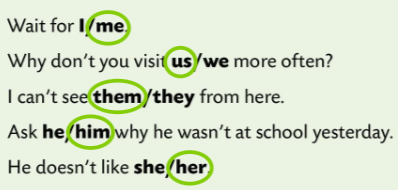 Wait for I/me.
Why don't you visit us/we more often?
I can't see them/they from here.
Ask he/him why he wasn't at school yesterday.
He doesn't like she/her.